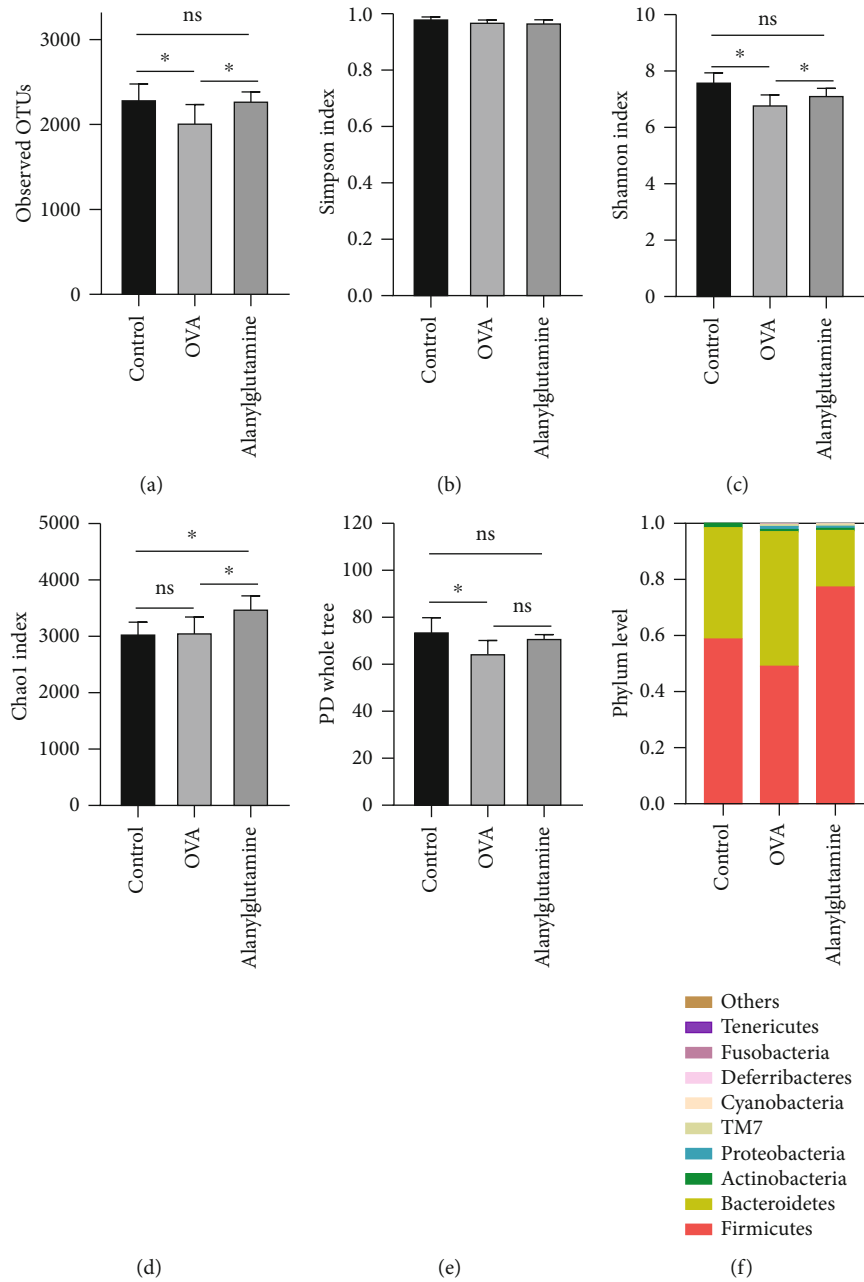 ns
*
*
3000
2000
1000
0
Observed OTUs
Control
OVA
Alanylglutamine
(a)
1.0
0.8
0.6
0.4
0.2
0.0
Simpson index
Control
OVA
Alanylglutamine
(b)
10
8
6
4
2
0
Shannon index
ns
*
*
Control
OVA
Alanylglutamine
(c)
5000
4000
3000
2000
1000
0
Chao1 index
*
ns
*
Control
OVA
Alanylglutamine
(d)
120
100
80
60
40
20
0
PD whole tree
ns
*
ns
Control
OVA
Alanylglutamine
(e)
1.0
0.8
0.6
0.4
0.2
0.0
Phylum level
Control
OVA
Alanylglutamine
Others
Tenericutes
Fusobacteria
Deferribacteres
Cyanobacteria
TM7
Proteobacteria
Actinobacteria
Bacteroidetes
Firmicutes
(f)